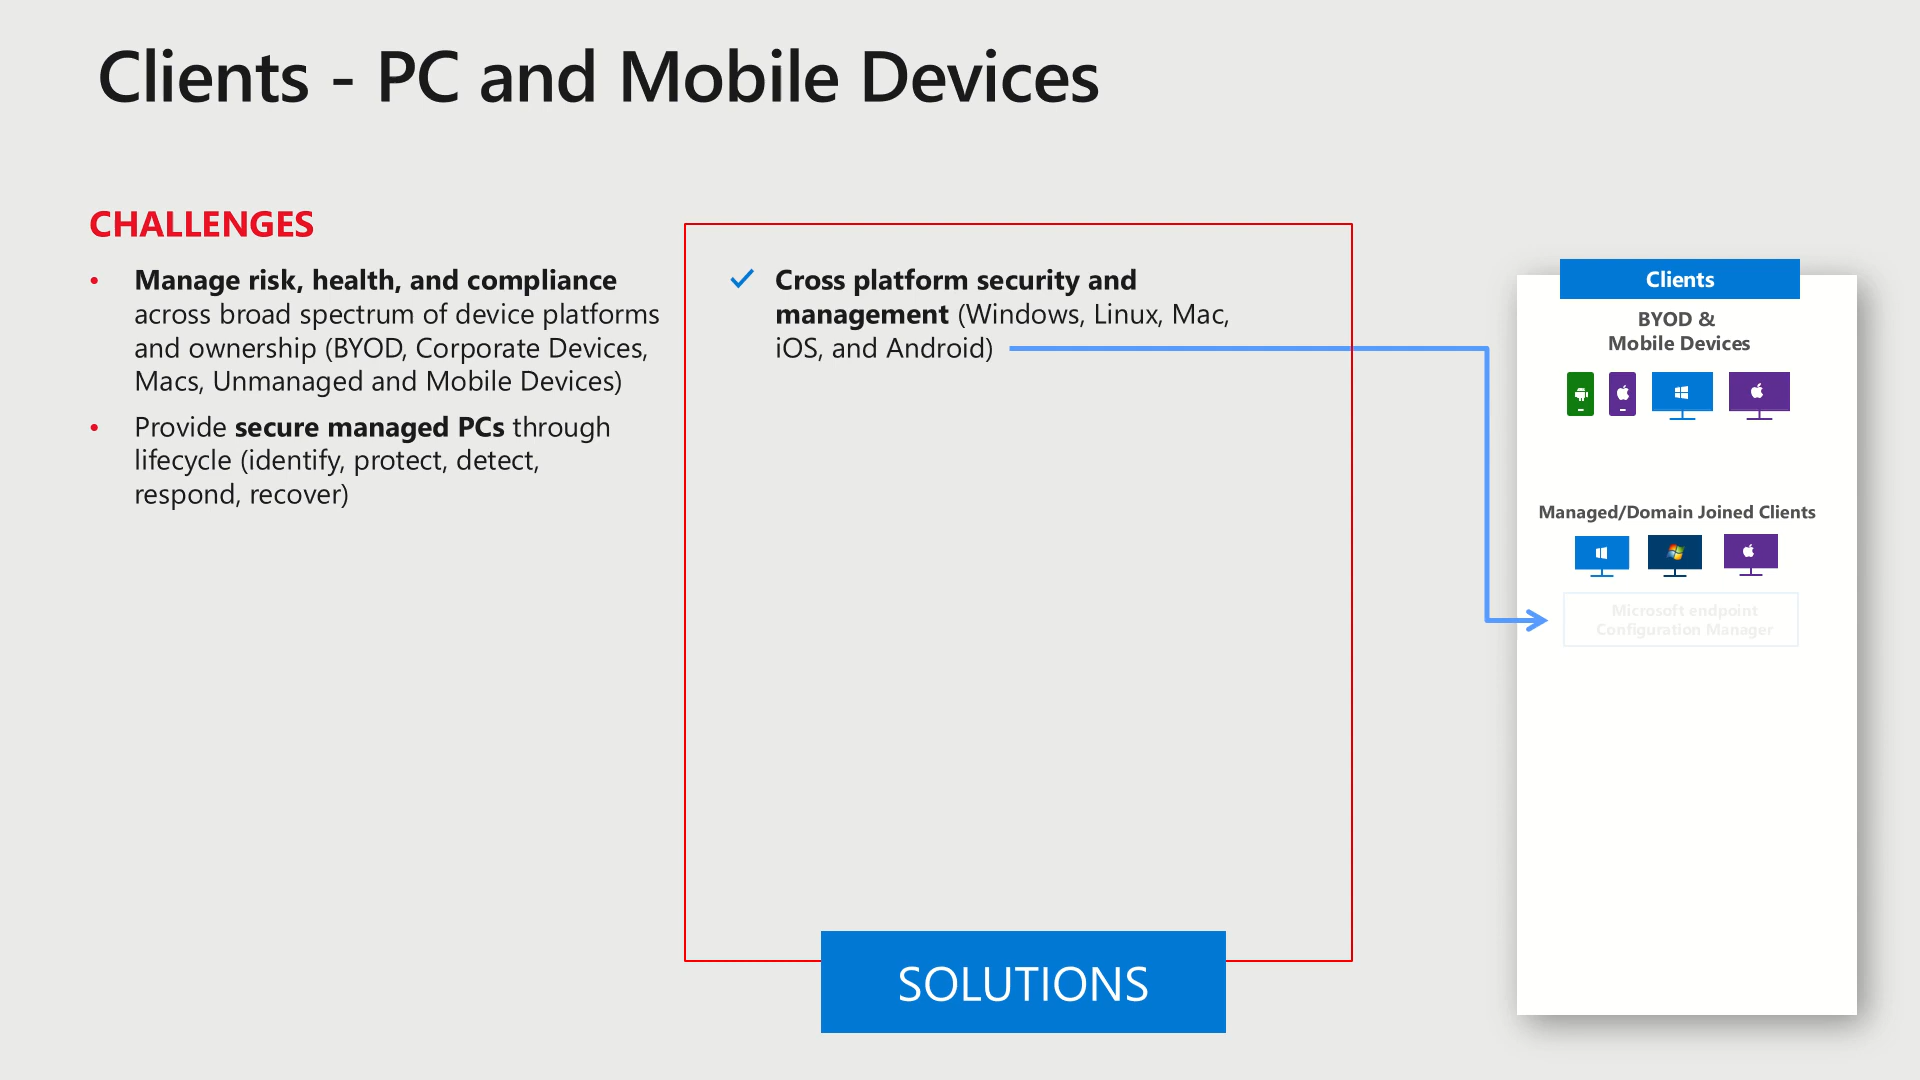 Clients - PC and Mobile Devices
CHALLENGES
• Manage risk, health, and compliance
across broad spectrum of device platforms
and ownership (BYOD, Corporate Devices,
Macs, Unmanaged and Mobile Devices)
• Provide secure managed PCs through
lifecycle (identify, protect, detect,
respond, recover)
Cross platform security and
management (Windows, Linux, Mac,
iOS, and Android)
SOLUTIONS
Clients
BYOD &
Mobile Devices
Managed/Domain Joined Clients
Microsoft endpoint
Configuration Manager